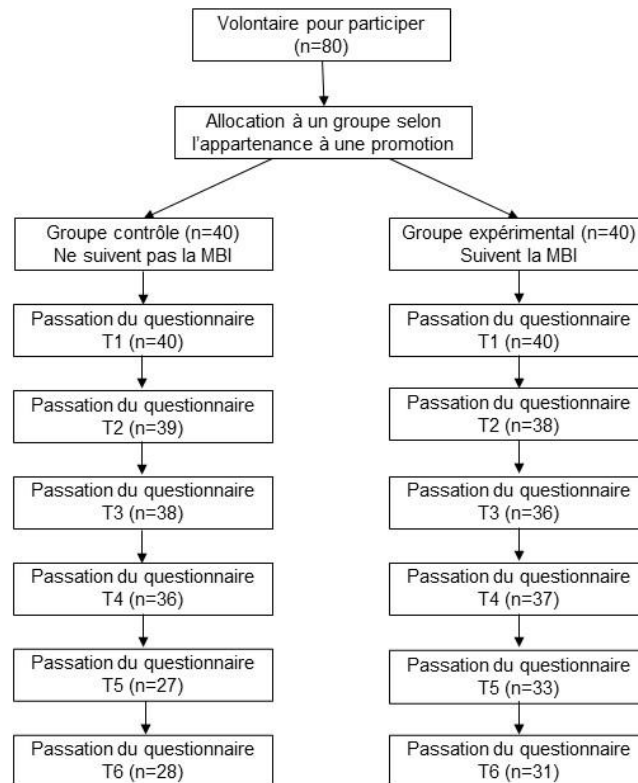 Volontaire pour participer
(n=80)
Allocation à un groupe selon
l'appartenance à une promotion
Groupe contrôle (n=40)
Ne suivent pas la MBI
Passation du questionnaire
T1 (n=40)
Passation du questionnaire
T2 (n=39)
Passation du questionnaire
T3 (n=38)
Passation du questionnaire
T4 (n=36)
Passation du questionnaire
T5 (n=27)
Passation du questionnaire
T6 (n=28)
Groupe expérimental (n=40)
Suivent la MBI
Passation du questionnaire
T1 (n=40)
Passation du questionnaire
T2 (n=38)
Passation du questionnaire
T3 (n=36)
Passation du questionnaire
T4 (n=37)
Passation du questionnaire
T5 (n=33)
Passation du questionnaire
T6 (n=31)